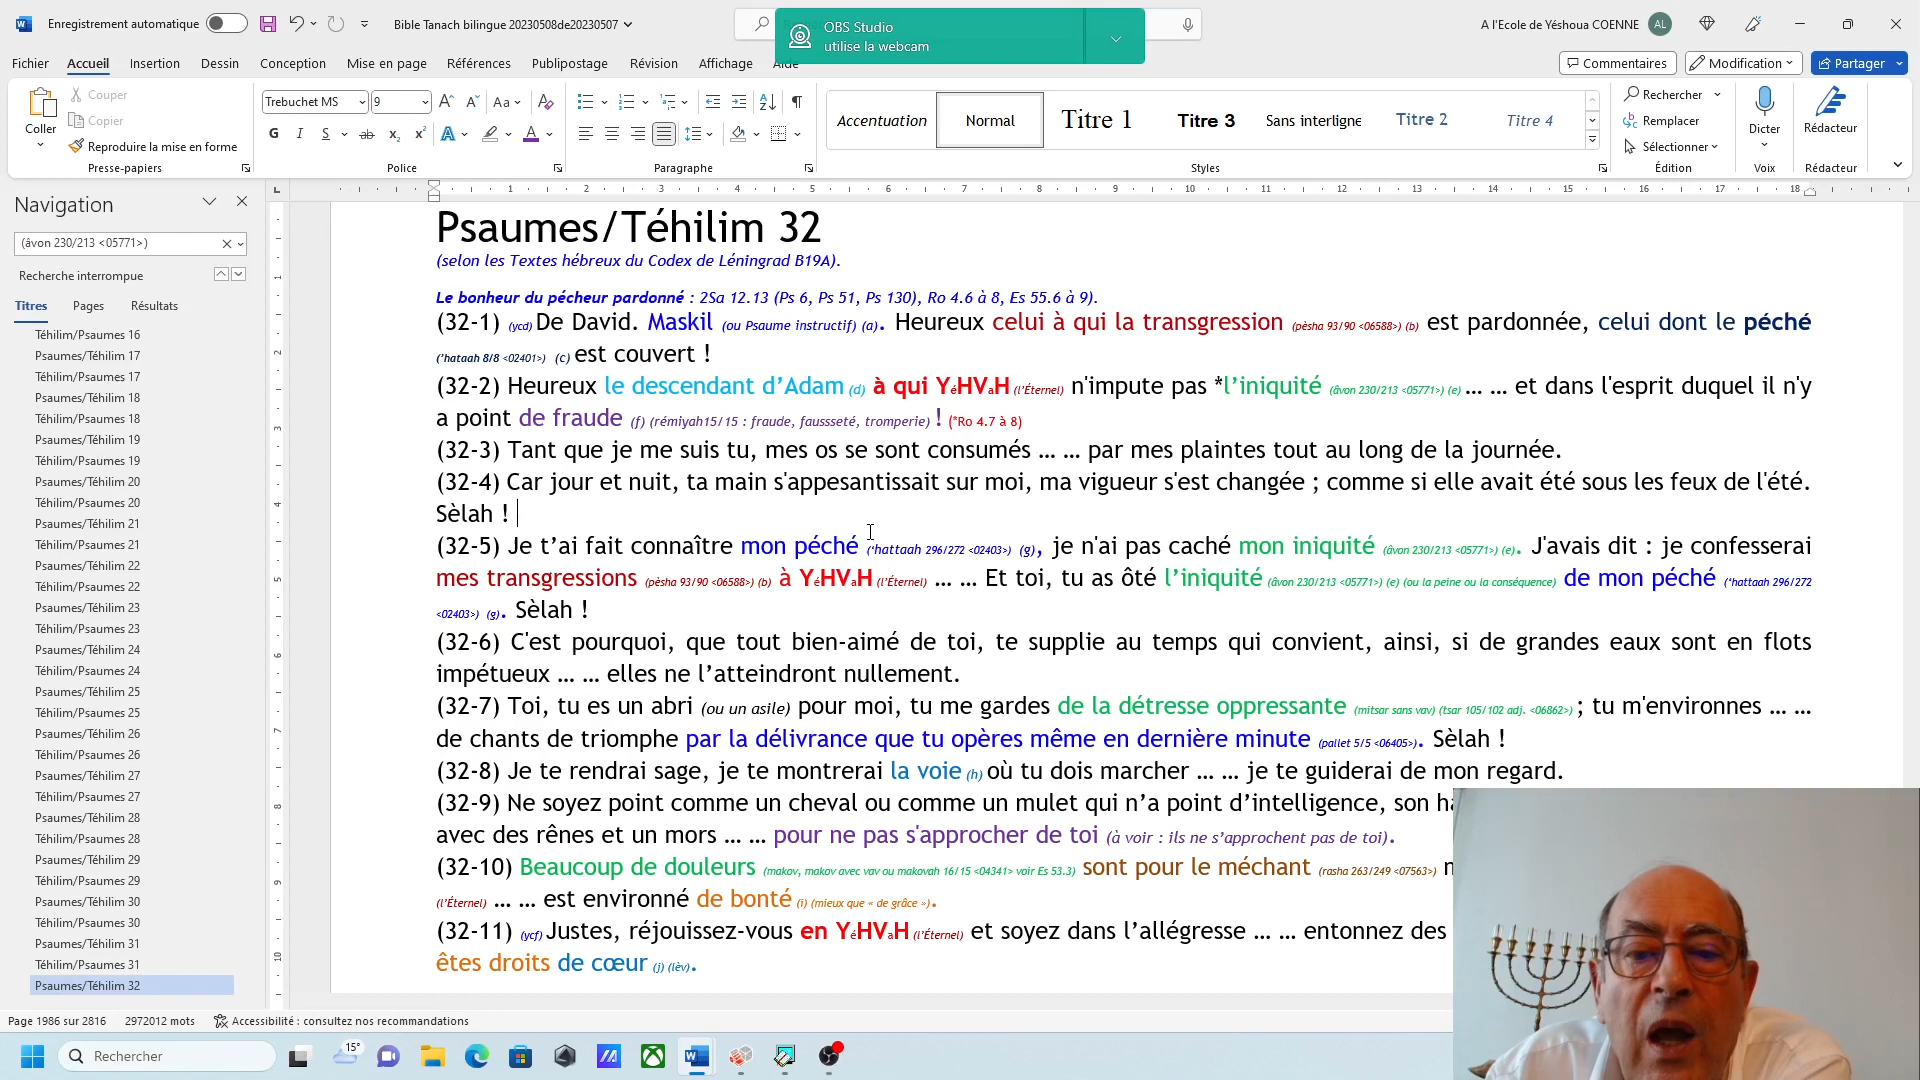 Enregistrement automatique
Bible Tanach bilingue 20230508de20230507
OBS Studio
utilise la webcam
A l'Ecole de Yéshoua COENNE
AL
Fichier Accueil Insertion Dessin Conception Mise en page Références Publipostage Révision Affichage Aide
Commentaires Modification Partager
Coller
Couper
Copier
Reproduire la mise en forme
Presse-papiers
Trebuchet MS 9
Police
Paragraphe
Accentuation Normal Titre 1 Titre 3 Sans interligne Titre 2 Titre 4
Styles
Rechercher
Remplacer
Sélectionner
Édition
Dicter
Voix
Rédacteur
Rédacteur
Navigation
(âvon 230/213 <05771>)
Recherche interrompue
Titres Pages Résultats
Téhilim/Psaumes 16
Psaumes/Téhilim 17
Téhilim/Psaumes 17
Psaumes/Téhilim 18
Téhilim/Psaumes 18
Psaumes/Téhilim 19
Téhilim/Psaumes 19
Psaumes/Téhilim 20
Téhilim/Psaumes 20
Psaumes/Téhilim 21
Téhilim/Psaumes 21
Psaumes/Téhilim 22
Téhilim/Psaumes 22
Psaumes/Téhilim 23
Téhilim/Psaumes 23
Psaumes/Téhilim 24
Téhilim/Psaumes 24
Psaumes/Téhilim 25
Téhilim/Psaumes 25
Psaumes/Téhilim 26
Téhilim/Psaumes 26
Psaumes/Téhilim 27
Téhilim/Psaumes 27
Psaumes/Téhilim 28
Téhilim/Psaumes 28
Psaumes/Téhilim 29
Téhilim/Psaumes 29
Psaumes/Téhilim 30
Téhilim/Psaumes 30
Psaumes/Téhilim 31
Téhilim/Psaumes 31
Psaumes/Téhilim 32
Psaumes/Téhilim 32
(selon les Textes hébreux du Codex de Léningrad B19A).
Le bonheur du pécheur pardonné : 2Sa 12.13 (Ps 6, Ps 51, Ps 130), Ro 4.6 à 8, Es 55.6 à 9).
(32-1) (ycd) De David. Maskil (ou Psaume instructif) (a). Heureux celui à qui la transgression (pèsha 93/90 <06588>) (b) est pardonnée, celui dont le péché
('hataah 8/8 <02401>) (c) est couvert !
(32-2) Heureux le descendant d’Adam (d) à qui YéHVaH (l’Éternel) n'impute pas *l’iniquité (âvon 230/213 <05771>) (e) … … et dans l'esprit duquel il n'y
a point de fraude (f) (rémiyah15/15 : fraude, faussseté, tromperie) ! (*Ro 4.7 à 8)
(32-3) Tant que je me suis tu, mes os se sont consumés … … par mes plaintes tout au long de la journée.
(32-4) Car jour et nuit, ta main s'appesantissait sur moi, ma vigueur s'est changée ; comme si elle avait été sous les feux de l'été.
Sèlah !
(32-5) Je t’ai fait connaître mon péché (‘hattaah 296/272 <02403>) (g), je n'ai pas caché mon iniquité (âvon 230/213 <05771>) (e). J'avais dit : je confesserai
mes transgressions (pèsha 93/90 <06588>) (b) à YéHVaH (l’Éternel) … … Et toi, tu as ôté l’iniquité (âvon 230/213 <05771>) (e) (ou la peine ou la conséquence) de mon péché (‘hattaah 296/272
<02403>) (g). Sèlah !
(32-6) C'est pourquoi, que tout bien-aimé de toi, te supplie au temps qui convient, ainsi, si de grandes eaux sont en flots
impétueux … … elles ne l’atteindront nullement.
(32-7) Toi, tu es un abri (ou un asile) pour moi, tu me gardes de la détresse oppressante (mitsar sans vav) (tsar 105/102 adj. <06862>) ; tu m'environnes … …
de chants de triomphe par la délivrance que tu opères même en dernière minute (pallet 5/5 <06405>). Sèlah !
(32-8) Je te rendrai sage, je te montrerai la voie (h) où tu dois marcher … … je te guiderai de mon regard.
(32-9) Ne soyez point comme un cheval ou comme un mulet qui n’a point d’intelligence, son
avec des rênes et un mors … … pour ne pas s'approcher de toi (à voir : ils ne s’approchent pas de toi).
(32-10) Beaucoup de douleurs (makov, makov avec vav ou makovah 16/15 <04341> voir Es 53.3) sont pour le méchant (rasha 263/249 <07563>)
(l’Éternel) … … est environné de bonté (i) (mieux que « de grâce »).
(32-11) (ycf) Justes, réjouissez-vous en YéHVaH (l’Éternel) et soyez dans l’allégresse … … entonnez des
êtes droits de cœur (j) (lèv).
Page 1986 sur 2816 2972012 mots Accessibilité : consultez nos recommandations
Rechercher
15°